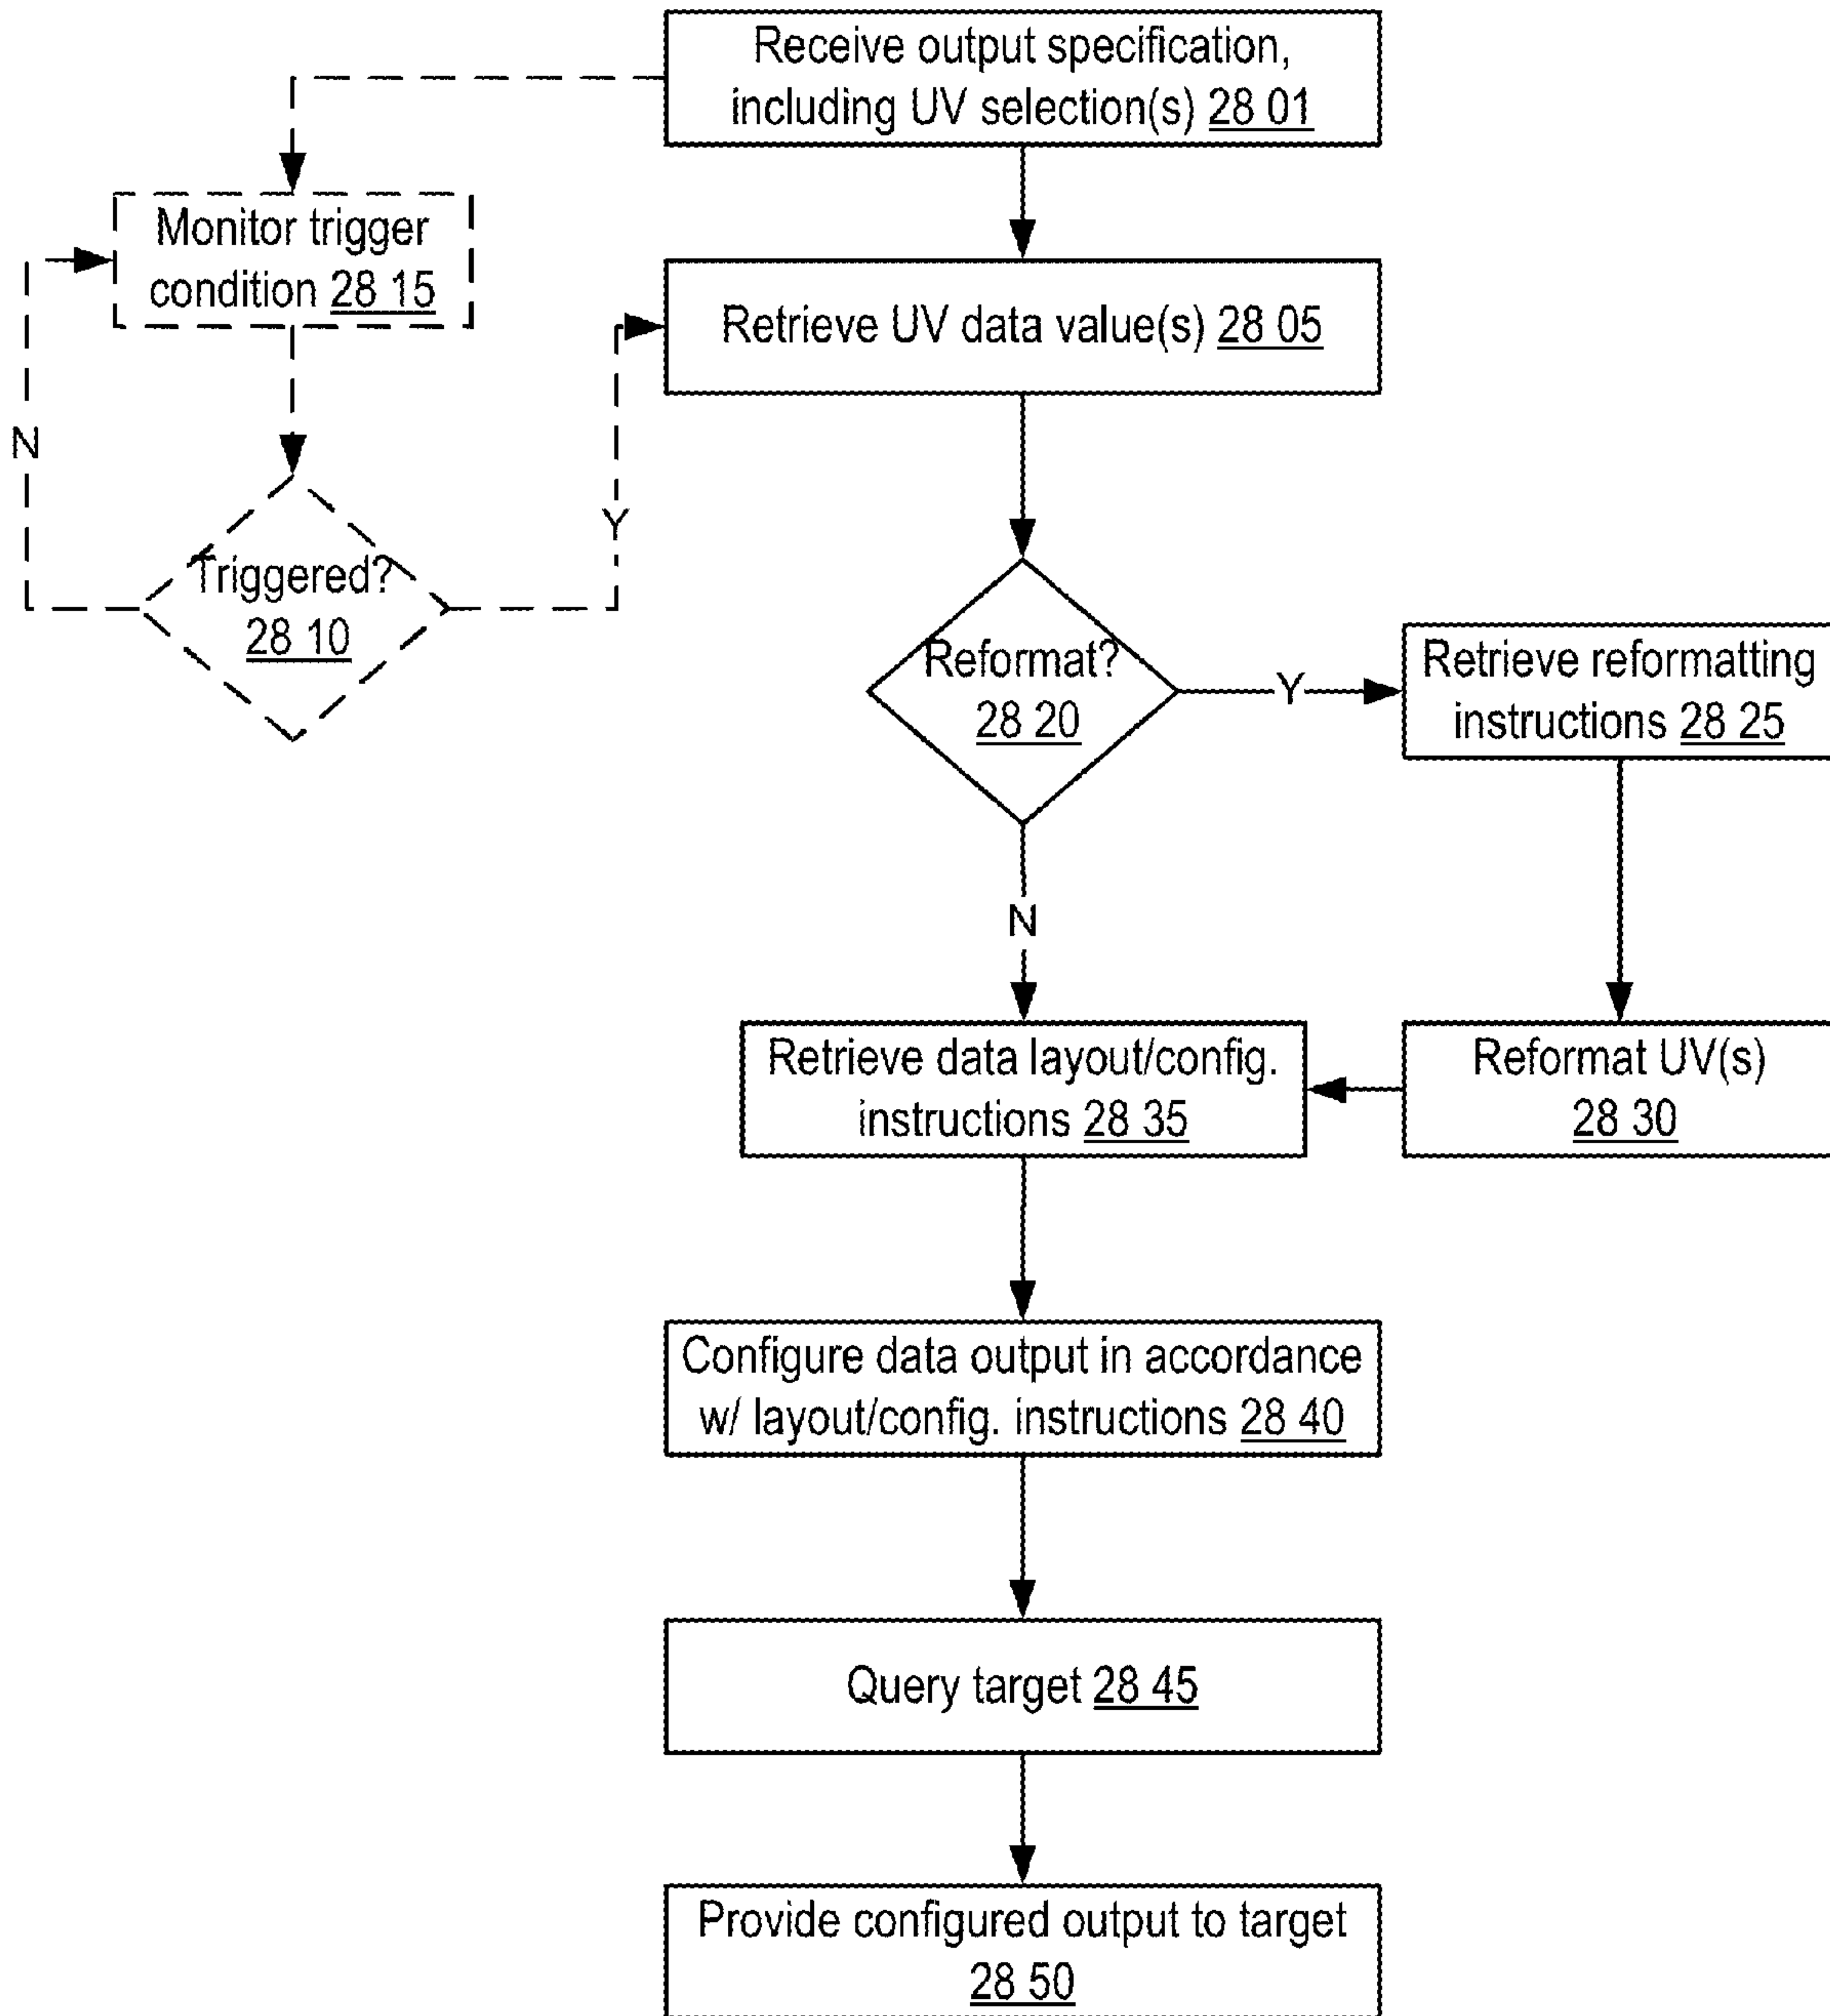 Receive output specification,
including UV selection(s) 28 01
Monitor trigger
condition 28 15
Retrieve UV data value(s) 28 05
N
Y
Triggered?
28 10
Reformat?
28 20
Y
Retrieve reformatting
instructions 28 25
N
Retrieve data layout/config.
instructions 28 35
Reformat UV(s)
28 30
Configure data output in accordance
w/ layout/config. instructions 28 40
Query target 28 45
Provide configured output to target
28 50